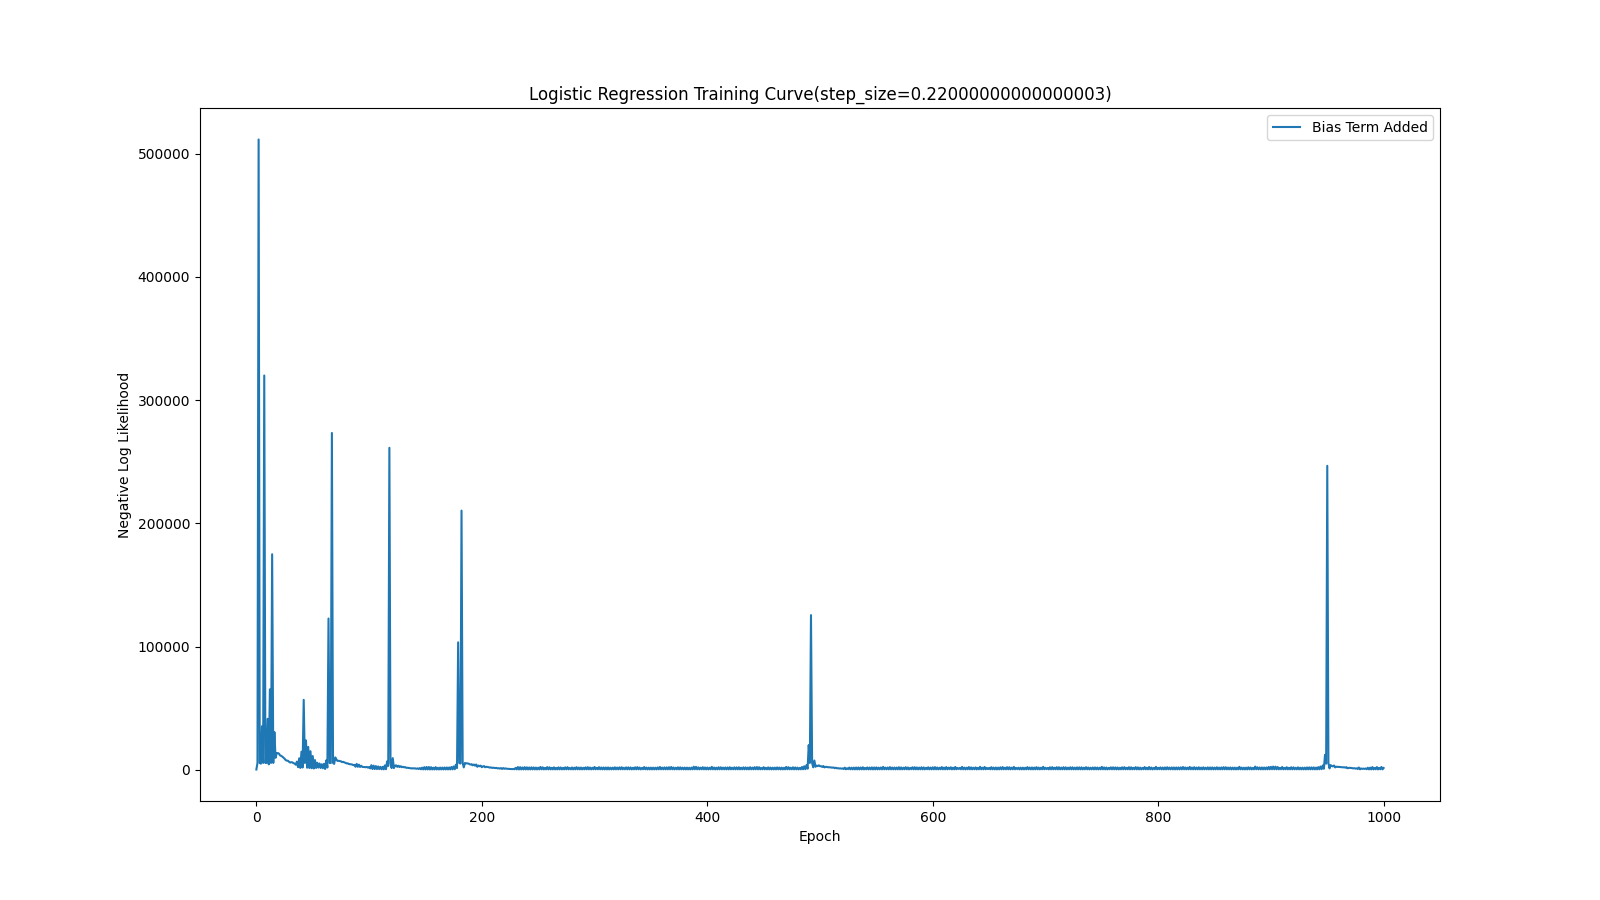 Logistic Regression Training Curve(step_size=0.22000000000000003)
Bias Term Added
500000
400000
300000
200000
100000
0
Negative Log Likelihood
0 200 400 600 800 1000
Epoch